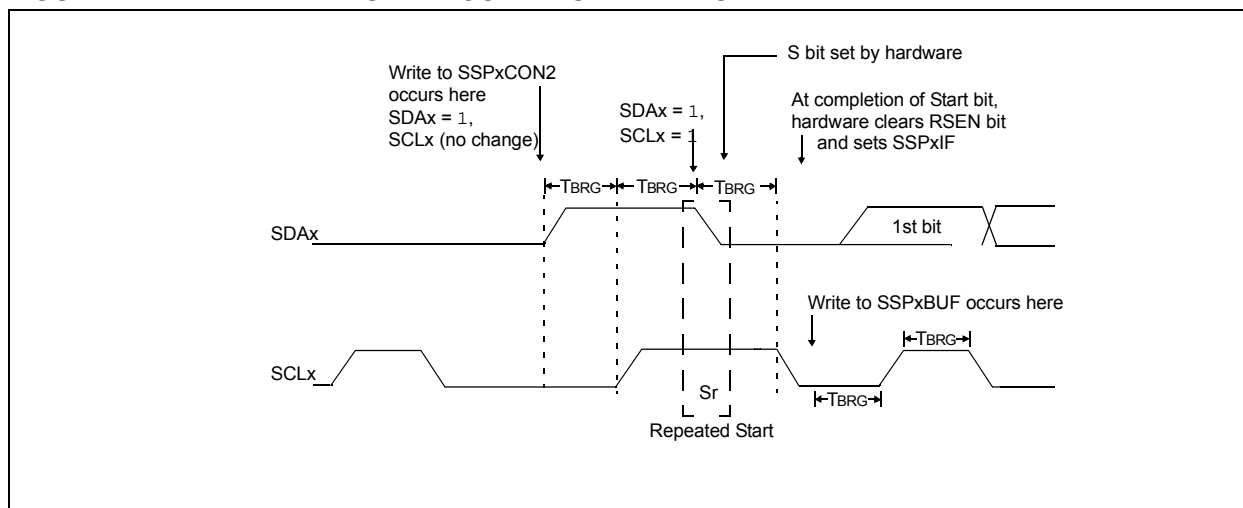 S bit set by hardware
Write to SSPxCON2
occurs here
SDAx = 1,
SCLx (no change)
SDAx = 1,
SCLx = 1
At completion of Start bit,
hardware clears RSEN bit
and sets SSPxIF
TBRG TBRG TBRG
SDAx
1st bit
Write to SSPxBUF occurs here
TBRG
SCLx
Sr
TBRG
Repeated Start